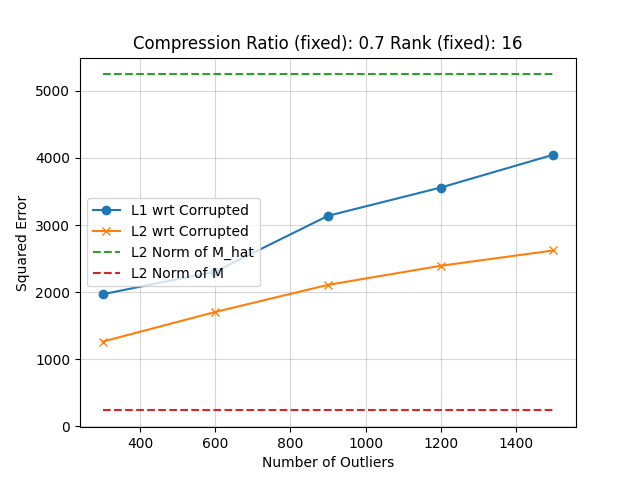 Compression Ratio (fixed): 0.7 Rank (fixed): 16
5000
4000
3000
2000
1000
0
Squared Error
L1 wrt Corrupted
L2 wrt Corrupted
L2 Norm of M_hat
L2 Norm of M
400 600 800 1000 1200 1400
Number of Outliers